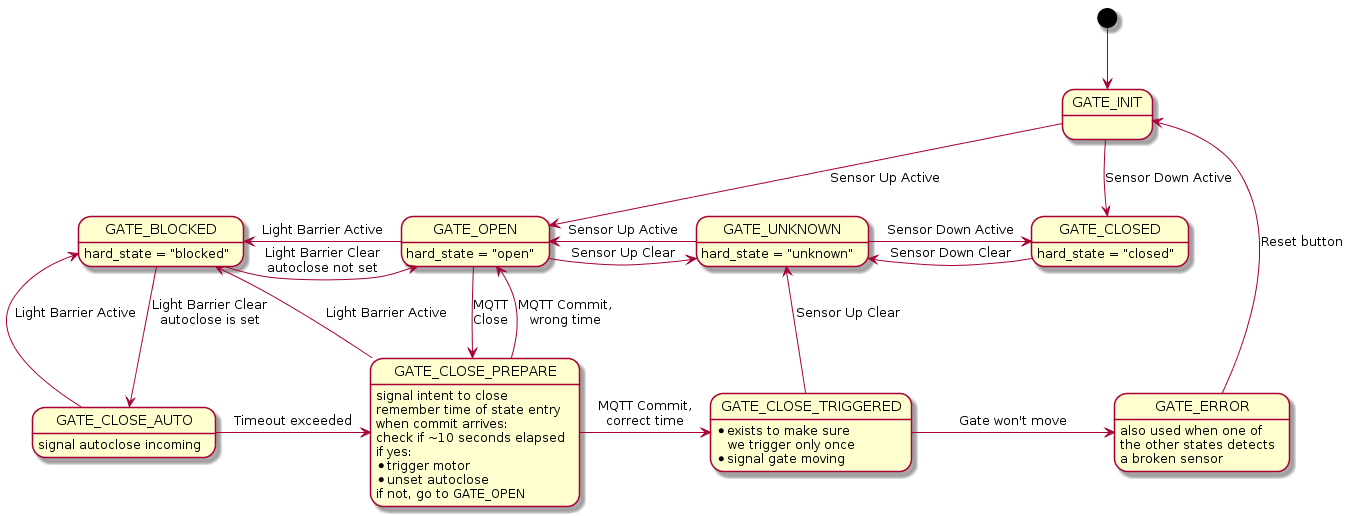 GATE_INIT
Sensor Up Active
Sensor Down Active
GATE_BLOCKED
hard_state = "blocked"
Light Barrier Active
Light Barrier Clear
autoclose not set
GATE_OPEN
hard_state = "open"
Sensor Up Active
Sensor Up Clear
GATE_UNKNOWN
hard_state = "unknown"
Sensor Down Active
Sensor Down Clear
GATE_CLOSED
hard_state = "closed"
Reset button
Light Barrier Active
Light Barrier Clear
autoclose is set
Light Barrier Active
MQTT
Close
MQTT Commit,
wrong time
Sensor Up Clear
GATE_CLOSE_AUTO
signal autoclose incoming
Timeout exceeded
GATE_CLOSE_PREPARE
signal intent to close
remember time of state entry
when commit arrives:
check if ~10 seconds elapsed
if yes:
• trigger motor
• unset autoclose
if not, go to GATE_OPEN
MQTT Commit,
correct time
GATE_CLOSE_TRIGGERED
• exists to make sure
we trigger only once
• signal gate moving
Gate won't move
GATE_ERROR
also used when one of
the other states detects
a broken sensor